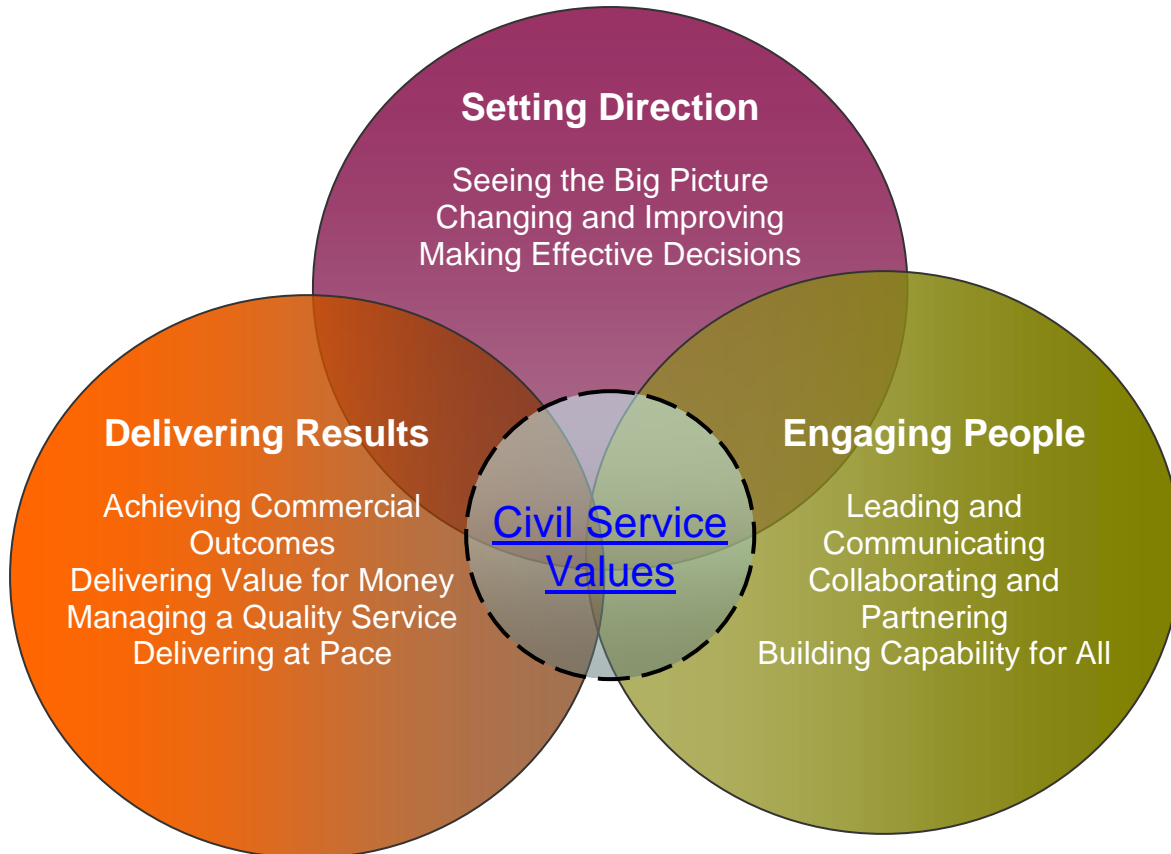 Setting Direction
Seeing the Big Picture
Changing and Improving
Making Effective Decisions
Delivering Results
Achieving Commercial
Outcomes
Delivering Value for Money
Managing a Quality Service
Delivering at Pace
Civil Service
Values
Engaging People
Leading and
Communicating
Collaborating and
Partnering
Building Capability for All